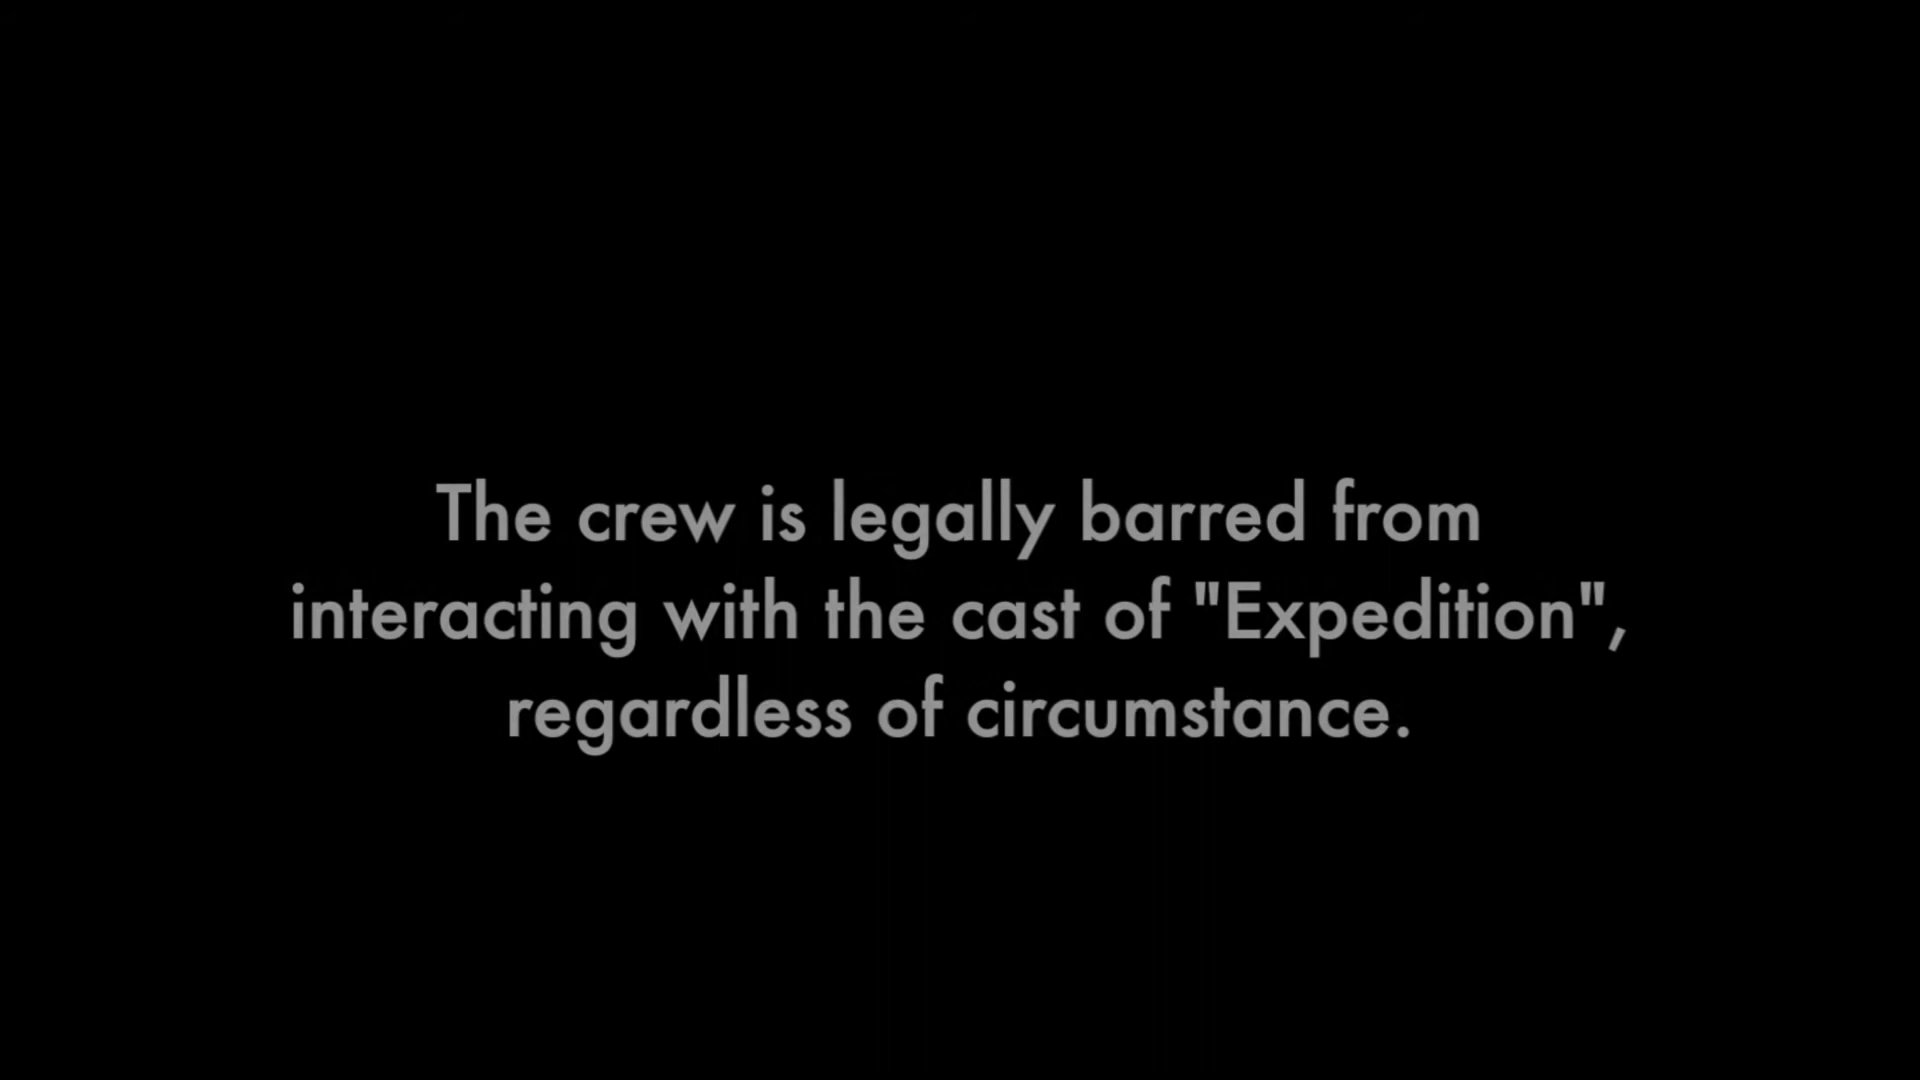 The crew is legally barred from
interacting with the cast of "Expedition",
regardless of circumstance.